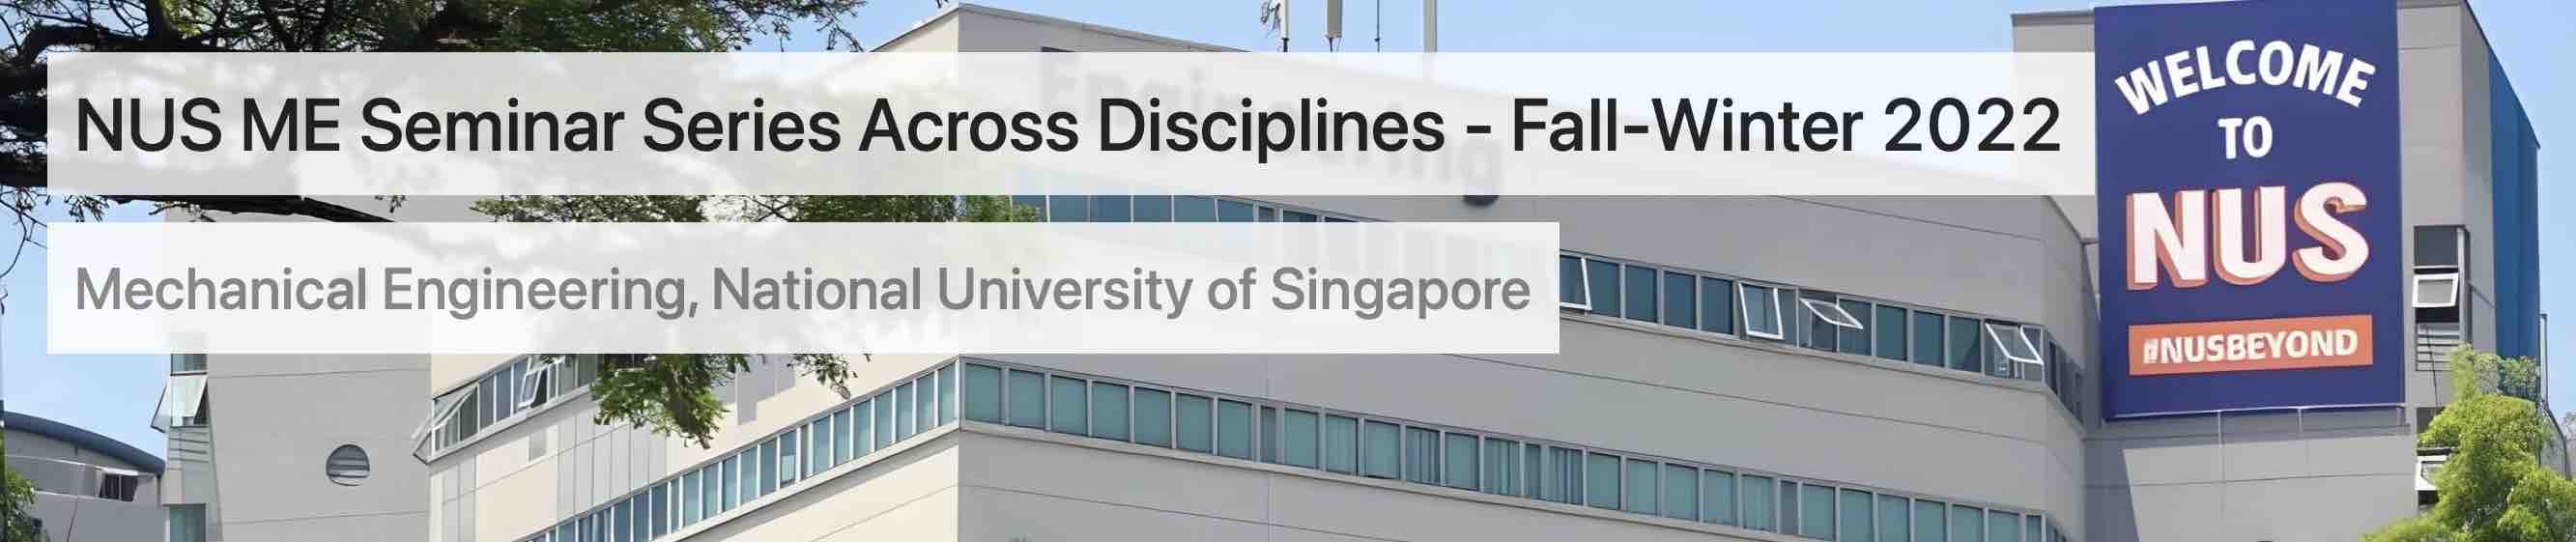 NUS ME Seminar Series Across Disciplines - Fall-Winter 2022
Mechanical Engineering, National University of Singapore
Engineering
WELCOME
TO
NUS
#NUSBEYOND